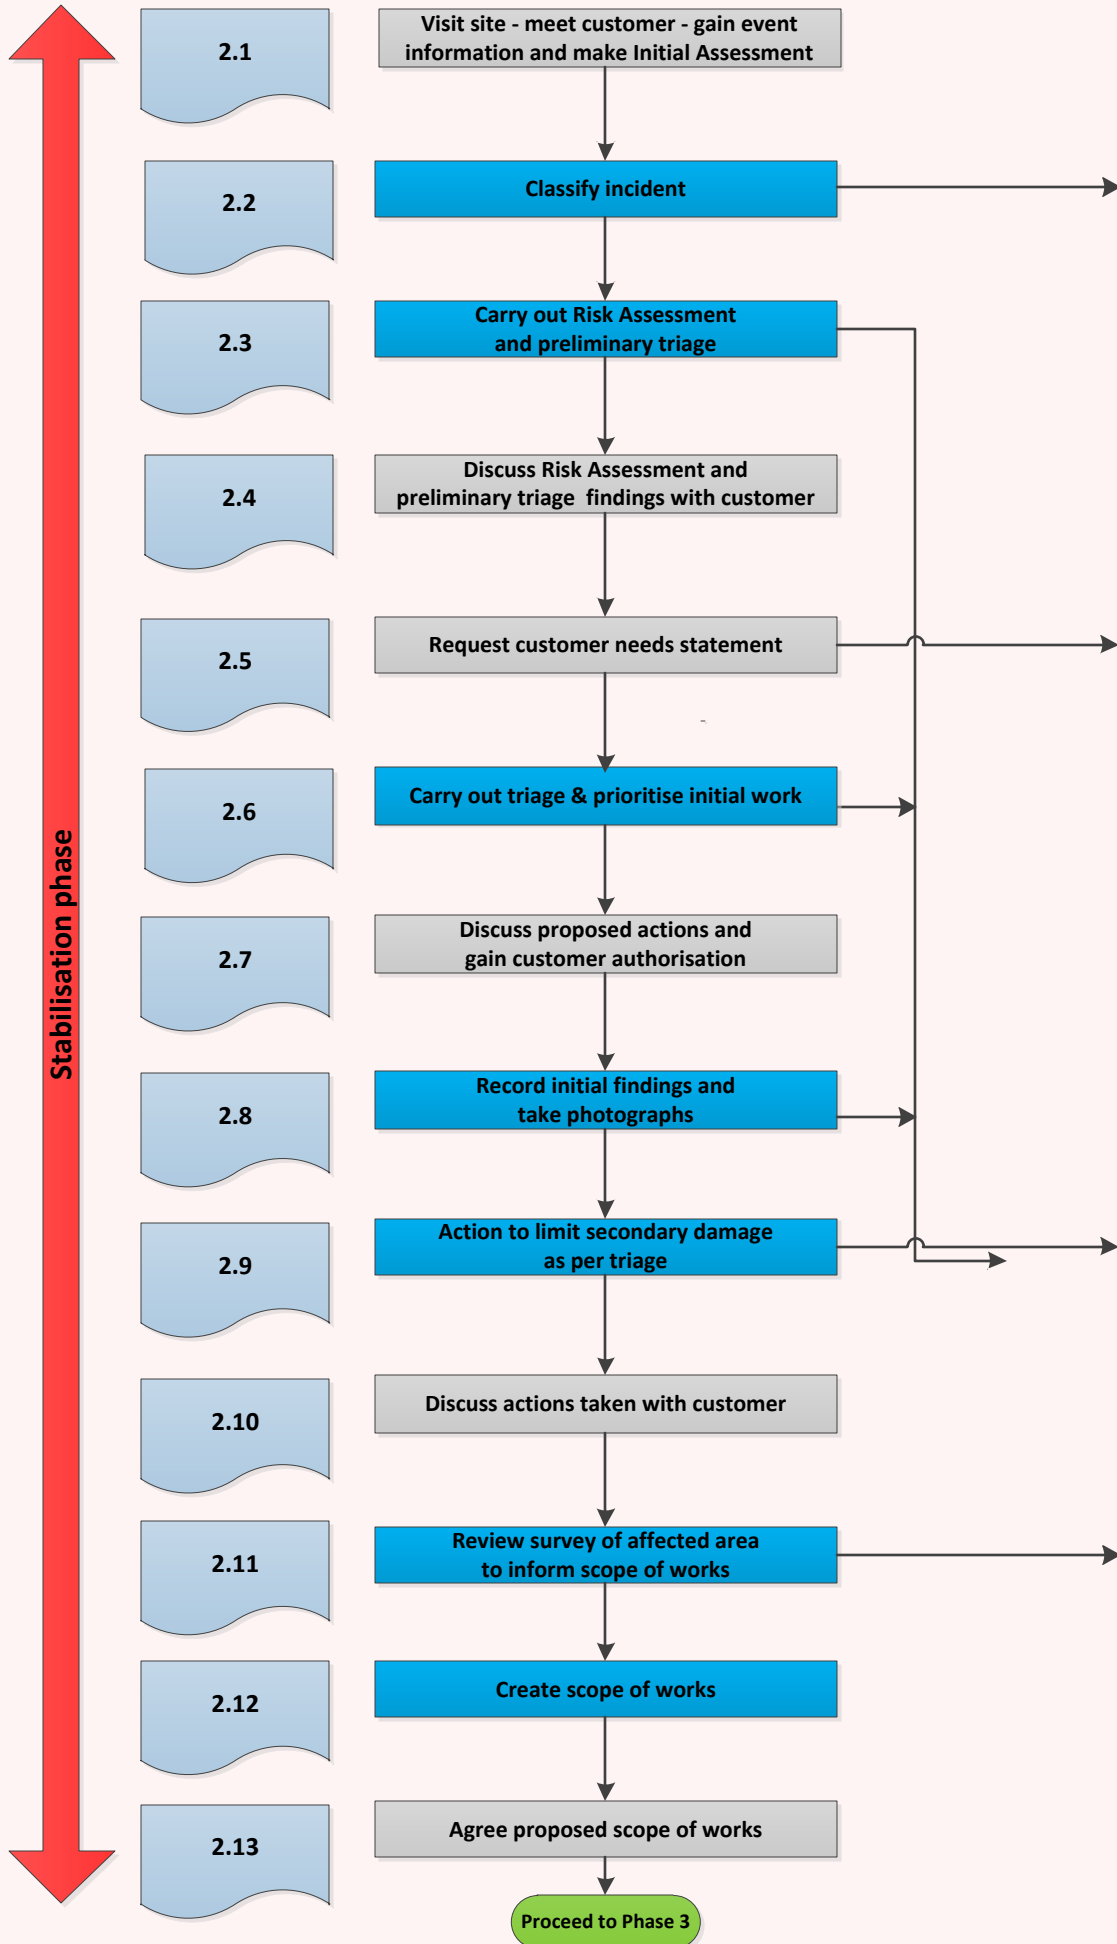 2.1
Visit site - meet customer - gain event
information and make Initial Assessment
2.2
Classify incident
2.3
Carry out Risk Assessment
and preliminary triage
2.4
Discuss Risk Assessment and
preliminary triage  findings with customer
2.5
Request customer needs statement
2.6
Carry out triage & prioritise initial work
2.7
Discuss proposed actions and
gain customer authorisation
Stabilisation phase
2.8
Record initial findings and
take photographs
2.9
Action to limit secondary damage
as per triage
2.10
Discuss actions taken with customer
2.11
Review survey of affected area
to inform scope of works
2.12
Create scope of works
2.13
Agree proposed scope of works
Proceed to Phase 3